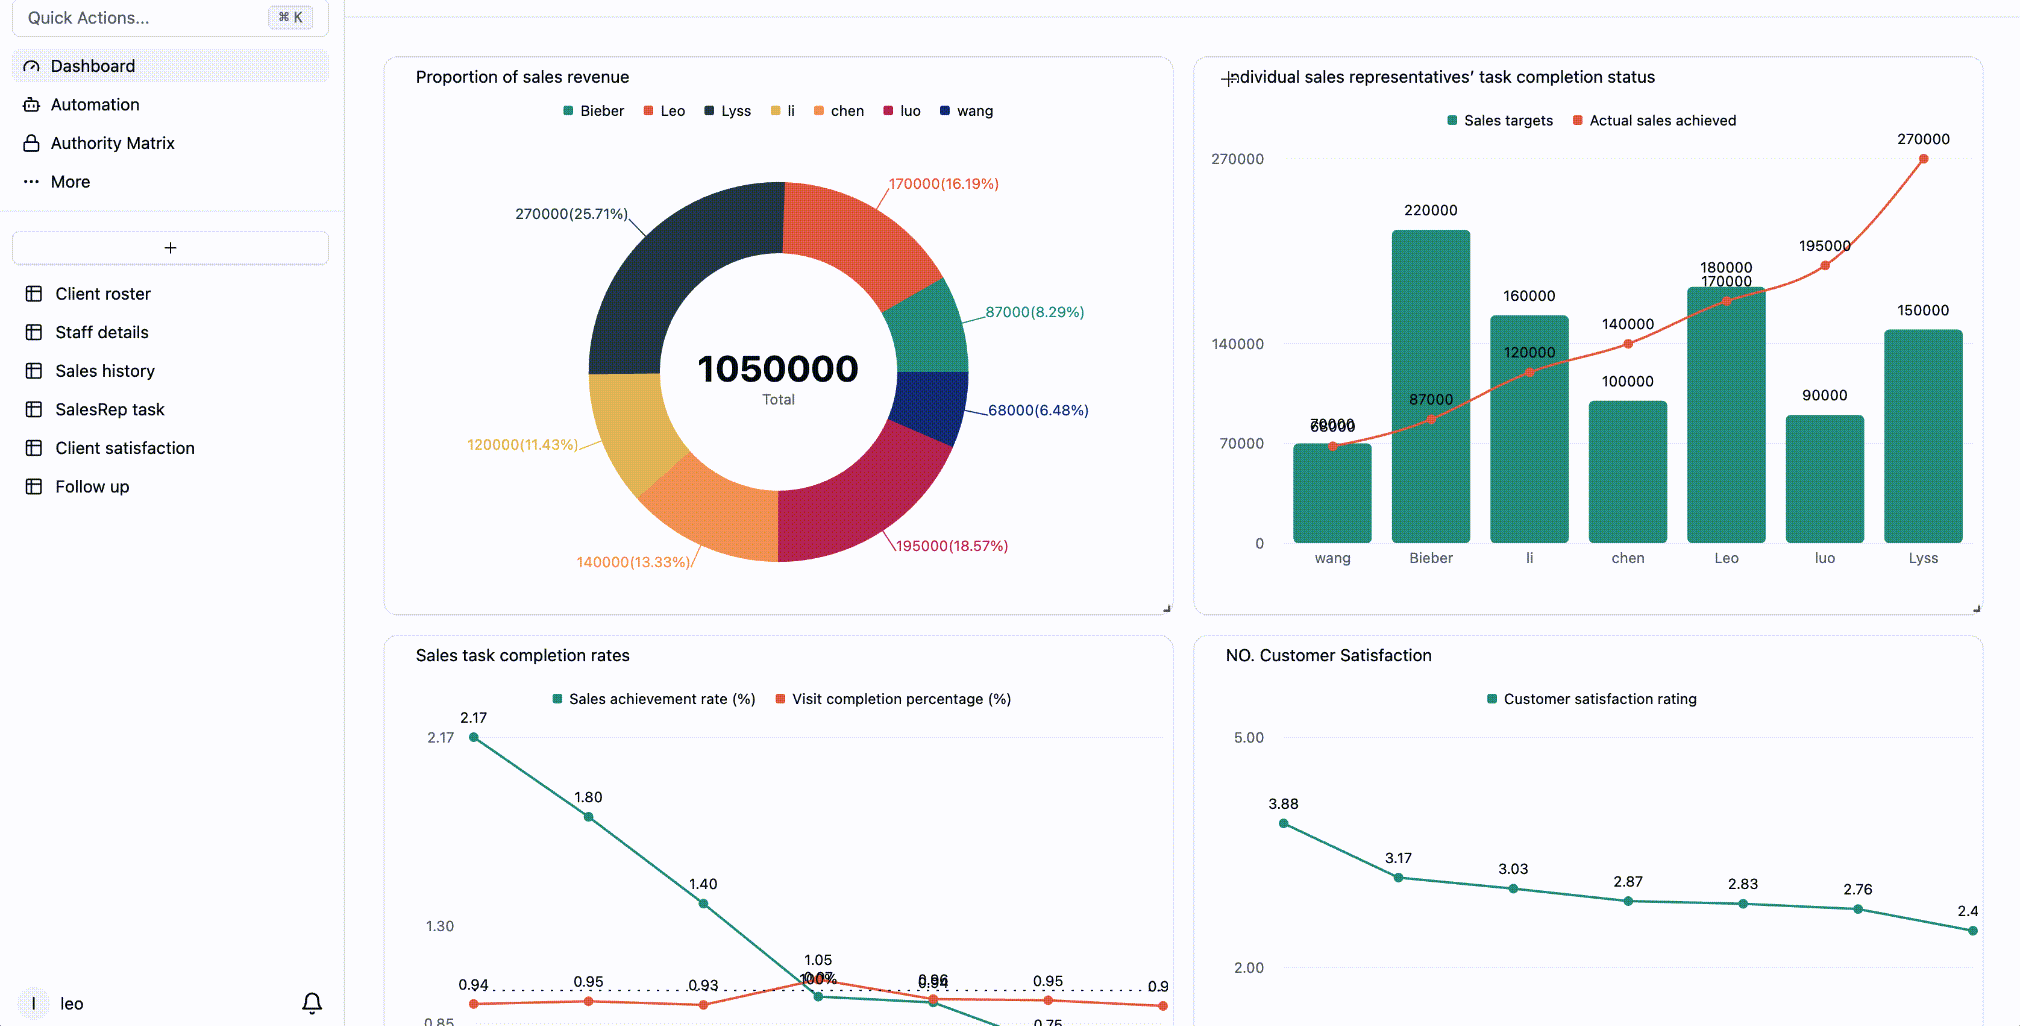 Quick Actions...
⌘ K
Dashboard
Automation
Authority Matrix
More
+
Client roster
Staff details
Sales history
SalesRep task
Client satisfaction
Follow up
l
leo
Proportion of sales revenue
Bieber Leo Lyss li chen luo wang
170000(16.19%)
270000(25.71%)
87000(8.29%)
1050000
Total
68000(6.48%)
120000(11.43%)
195000(18.57%)
140000(13.33%)
ndividual sales representatives’ task completion status
Sales targets Actual sales achieved
270000
270000
220000
195000
180000
170000
160000
150000
140000
140000
120000
100000
87000
90000
70000
68000
70000
0
wang Bieber li chen Leo luo Lyss
Sales task completion rates
Sales achievement rate (%) Visit completion percentage (%)
2.17
2.17
1.80
1.40
1.30
1.05
100%
0.94 0.95 0.93 0.96 0.95 0.9
0.85
0.75
NO. Customer Satisfaction
Customer satisfaction rating
5.00
3.88
3.17
3.03
2.87
2.83
2.76
2.4
2.00